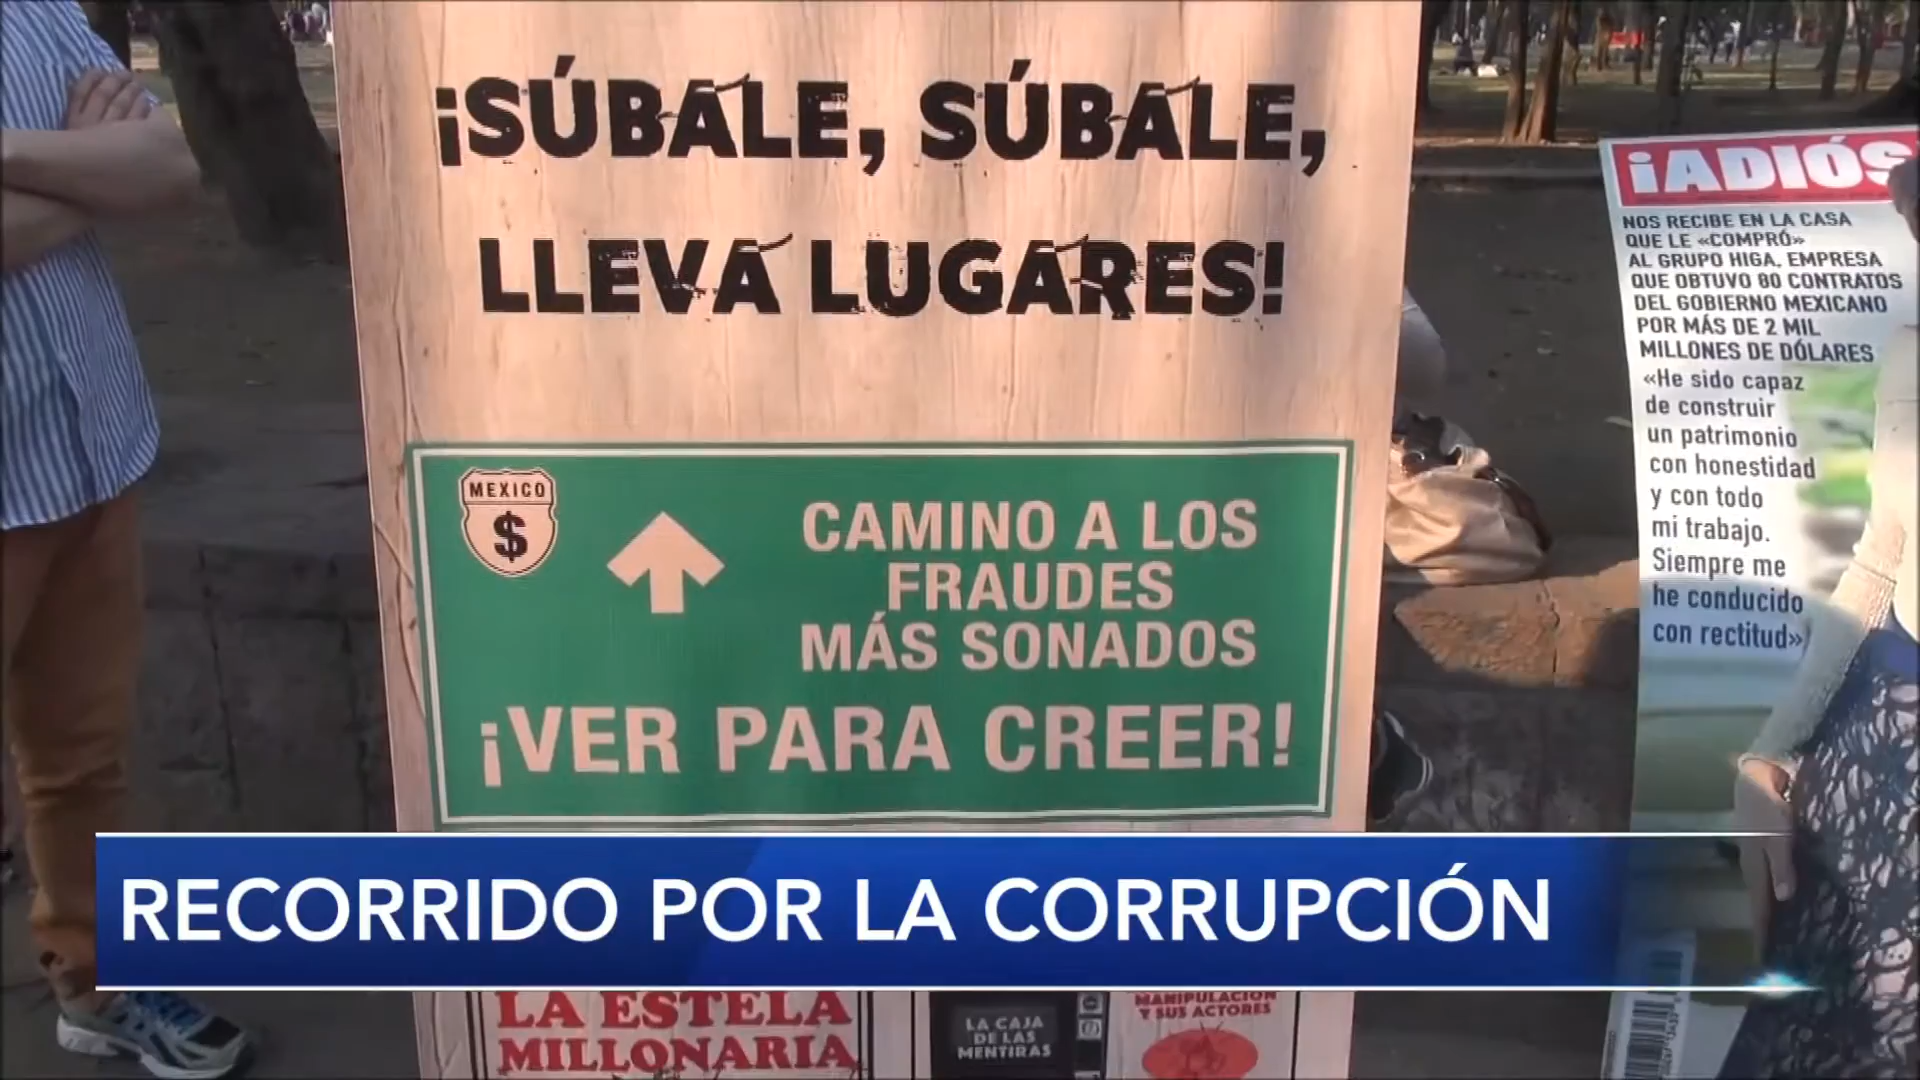 ¡SÚBALE, SÚBALE,
LLEVA LUGARES!
MEXICO
$
CAMINO A LOS
FRAUDES
MÁS SONADOS
¡VER PARA CREER!
¡ADIÓS
NOS RECIBE EN LA CASA
QUE LE «COMPRÓ»
AL GRUPO HIGA, EMPRESA
QUE OBTUVO 80 CONTRATOS
DEL GOBIERNO MEXICANO
POR MÁS DE 2 MIL
MILLONES DE DÓLARES
«He sido capaz
de construir
un patrimonio
con honestidad
y con todo
mi trabajo.
Siempre me
he conducido
con rectitud»
RECORRIDO POR LA CORRUPCIÓN
LA ESTELA
MILLONARIA
LA CAJA
DE LAS
MENTIRAS
MANIPULACIÓN
Y SUS ACTORES